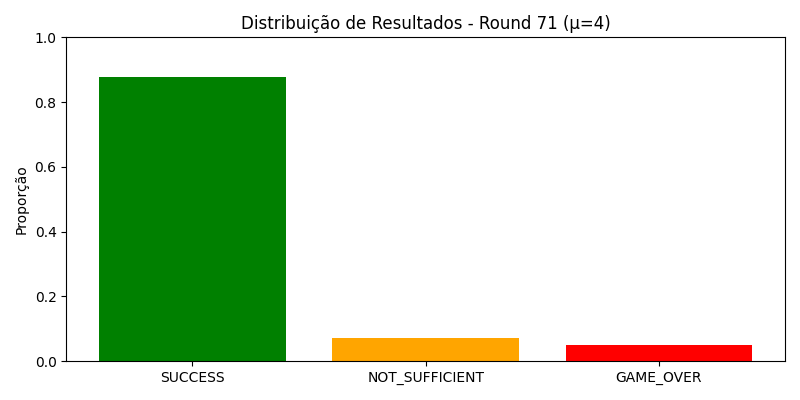 Distribuição de Resultados - Round 71 (μ=4)
1.0
0.8
0.6
0.4
0.2
0.0
Proporção
SUCCESS
NOT_SUFFICIENT
GAME_OVER